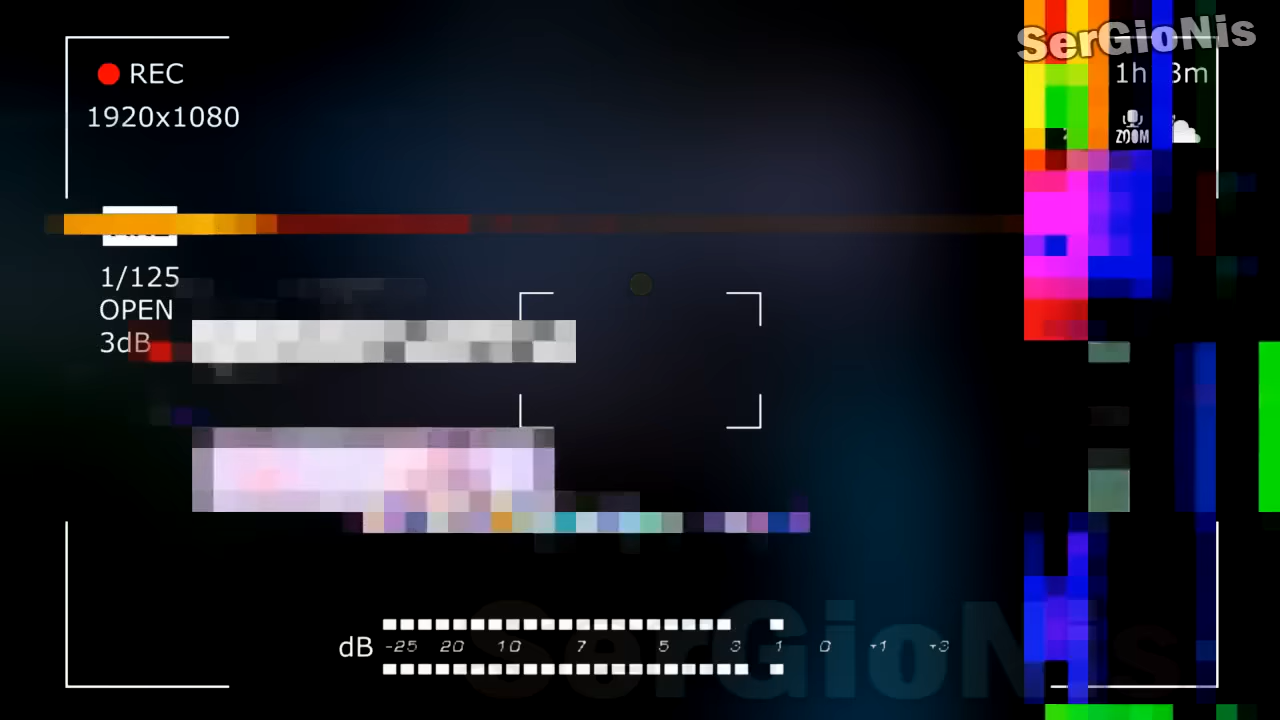 SerGioNis
REC
1920x1080
1h 3m
ZOOM
1/125
OPEN
3dB
dB -25 20 10 7 5 3 1 0 +1 +3
SerGioNis